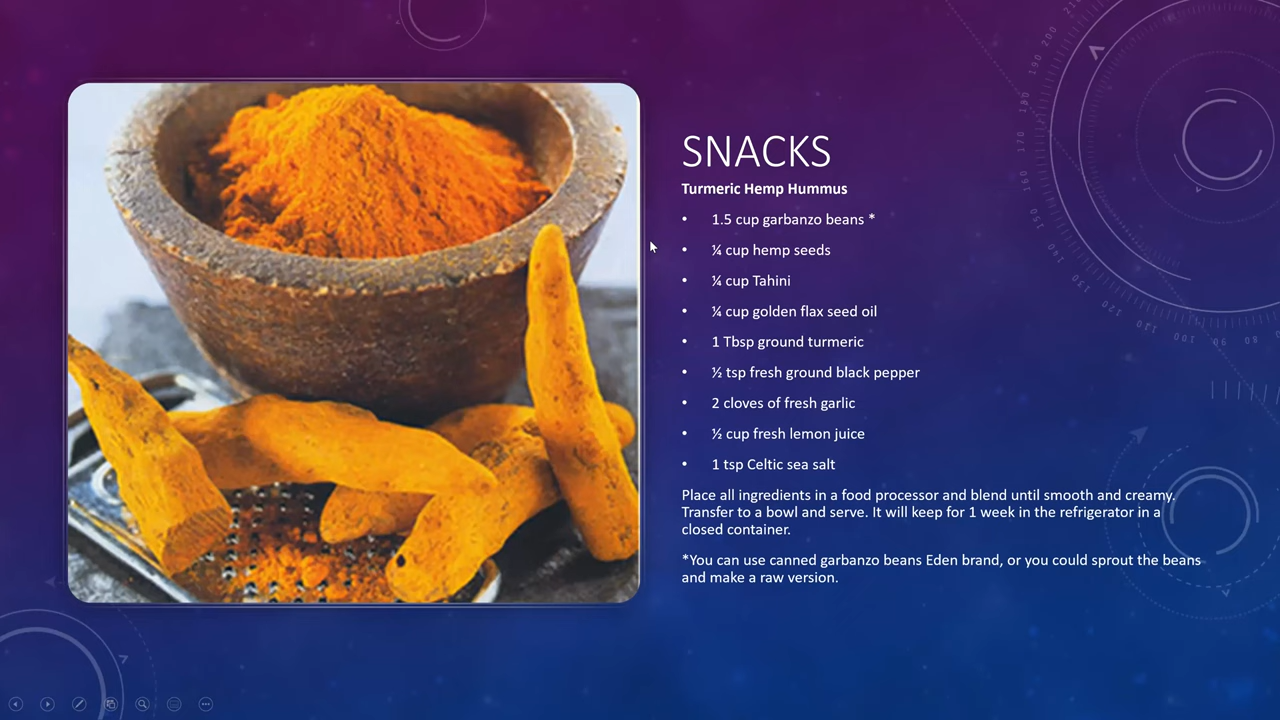 SNACKS
Turmeric Hemp Hummus
• 1.5 cup garbanzo beans *
• ¼ cup hemp seeds
• ¼ cup Tahini
• ¼ cup golden flax seed oil
• 1 Tbsp ground turmeric
• ½ tsp fresh ground black pepper
• 2 cloves of fresh garlic
• ½ cup fresh lemon juice
• 1 tsp Celtic sea salt
Place all ingredients in a food processor and blend until smooth and creamy.
Transfer to a bowl and serve. It will keep for 1 week in the refrigerator in a
closed container.
*You can use canned garbanzo beans Eden brand, or you could sprout the beans
and make a raw version.